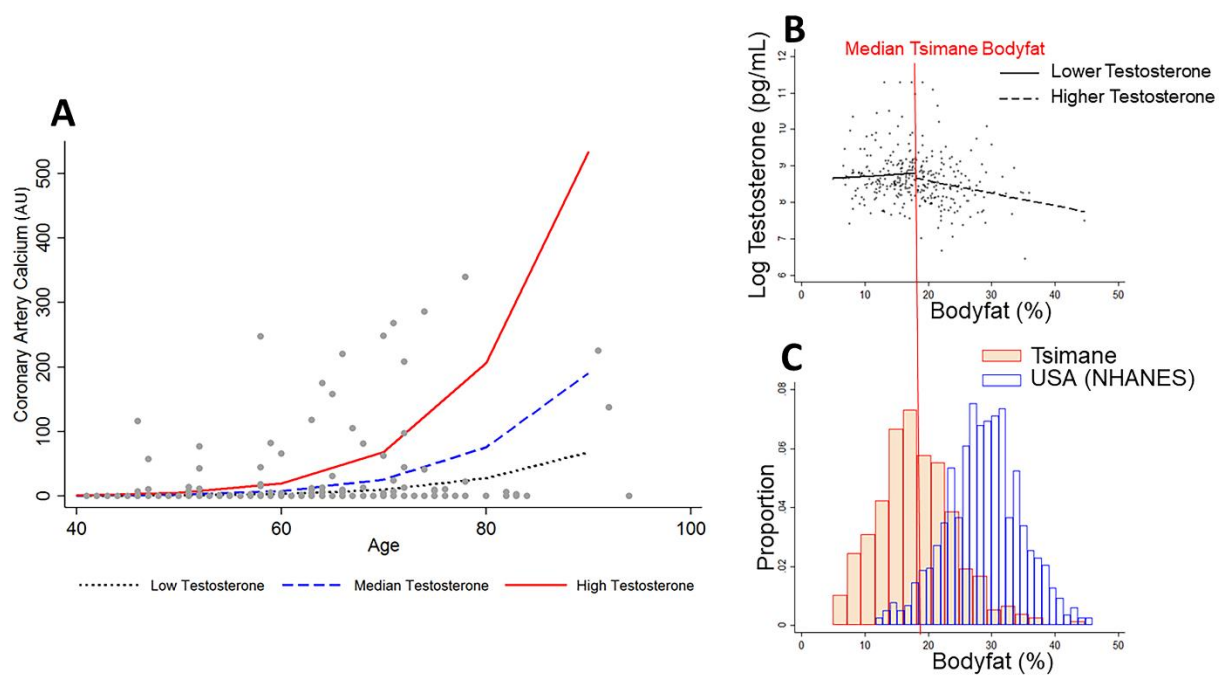 A
Coronary Artery Calcium (AU)
500
400
300
200
100
0
40
60
80
100
Age
Low Testosterone
Median Testosterone
High Testosterone
B
Median Tsimane Bodyfat
Lower Testosterone
Higher Testosterone
Log Testosterone (pg/mL)
12
11
10
9
8
7
6
0
10
20
30
40
50
Bodyfat (%)
C
Tsimane
USA (NHANES)
Proportion
.08
.06
.04
.02
0
0
10
20
30
40
50
Bodyfat (%)